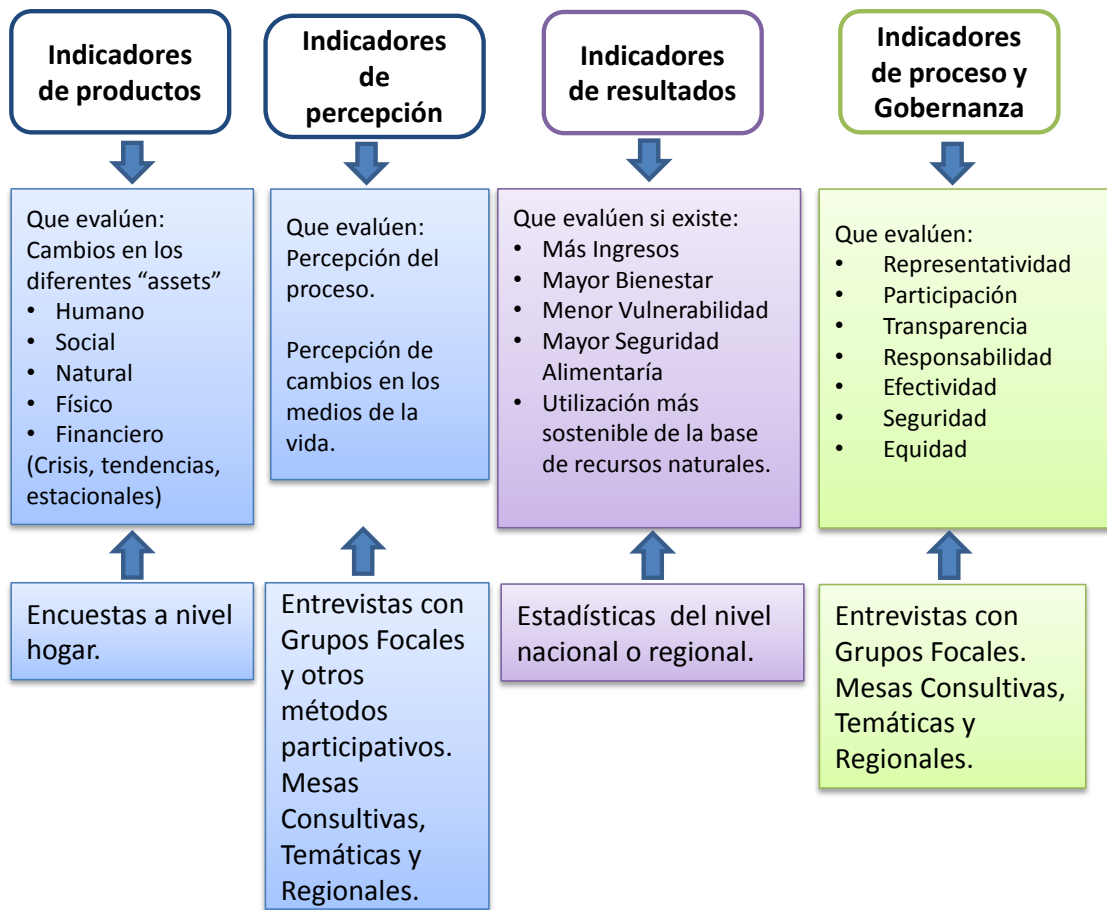 Indicadores
de productos
Indicadores
de
percepción
Indicadores
de resultados
Indicadores
de proceso y
Gobernanza
Que evalúen:
Cambios en los
diferentes “assets”
• Humano
• Social
• Natural
• Físico
• Financiero
(Crisis, tendencias,
estacionales)
Que evalúen:
Percepción del
proceso.
Percepción de
cambios en los
medios de la
vida.
Que evalúen si existe:
• Más Ingresos
• Mayor Bienestar
• Menor Vulnerabilidad
• Mayor Seguridad
Alimentaría
• Utilización más
sostenible de la base
de recursos naturales.
Que evalúen:
• Representatividad
• Participación
• Transparencia
• Responsabilidad
• Efectividad
• Seguridad
• Equidad
Encuestas a nivel
hogar.
Entrevistas con
Grupos Focales
y otros
métodos
participativos.
Mesas
Consultivas,
Temáticas y
Regionales.
Estadísticas del nivel
nacional o regional.
Entrevistas con
Grupos Focales.
Mesas Consultivas,
Temáticas y
Regionales.